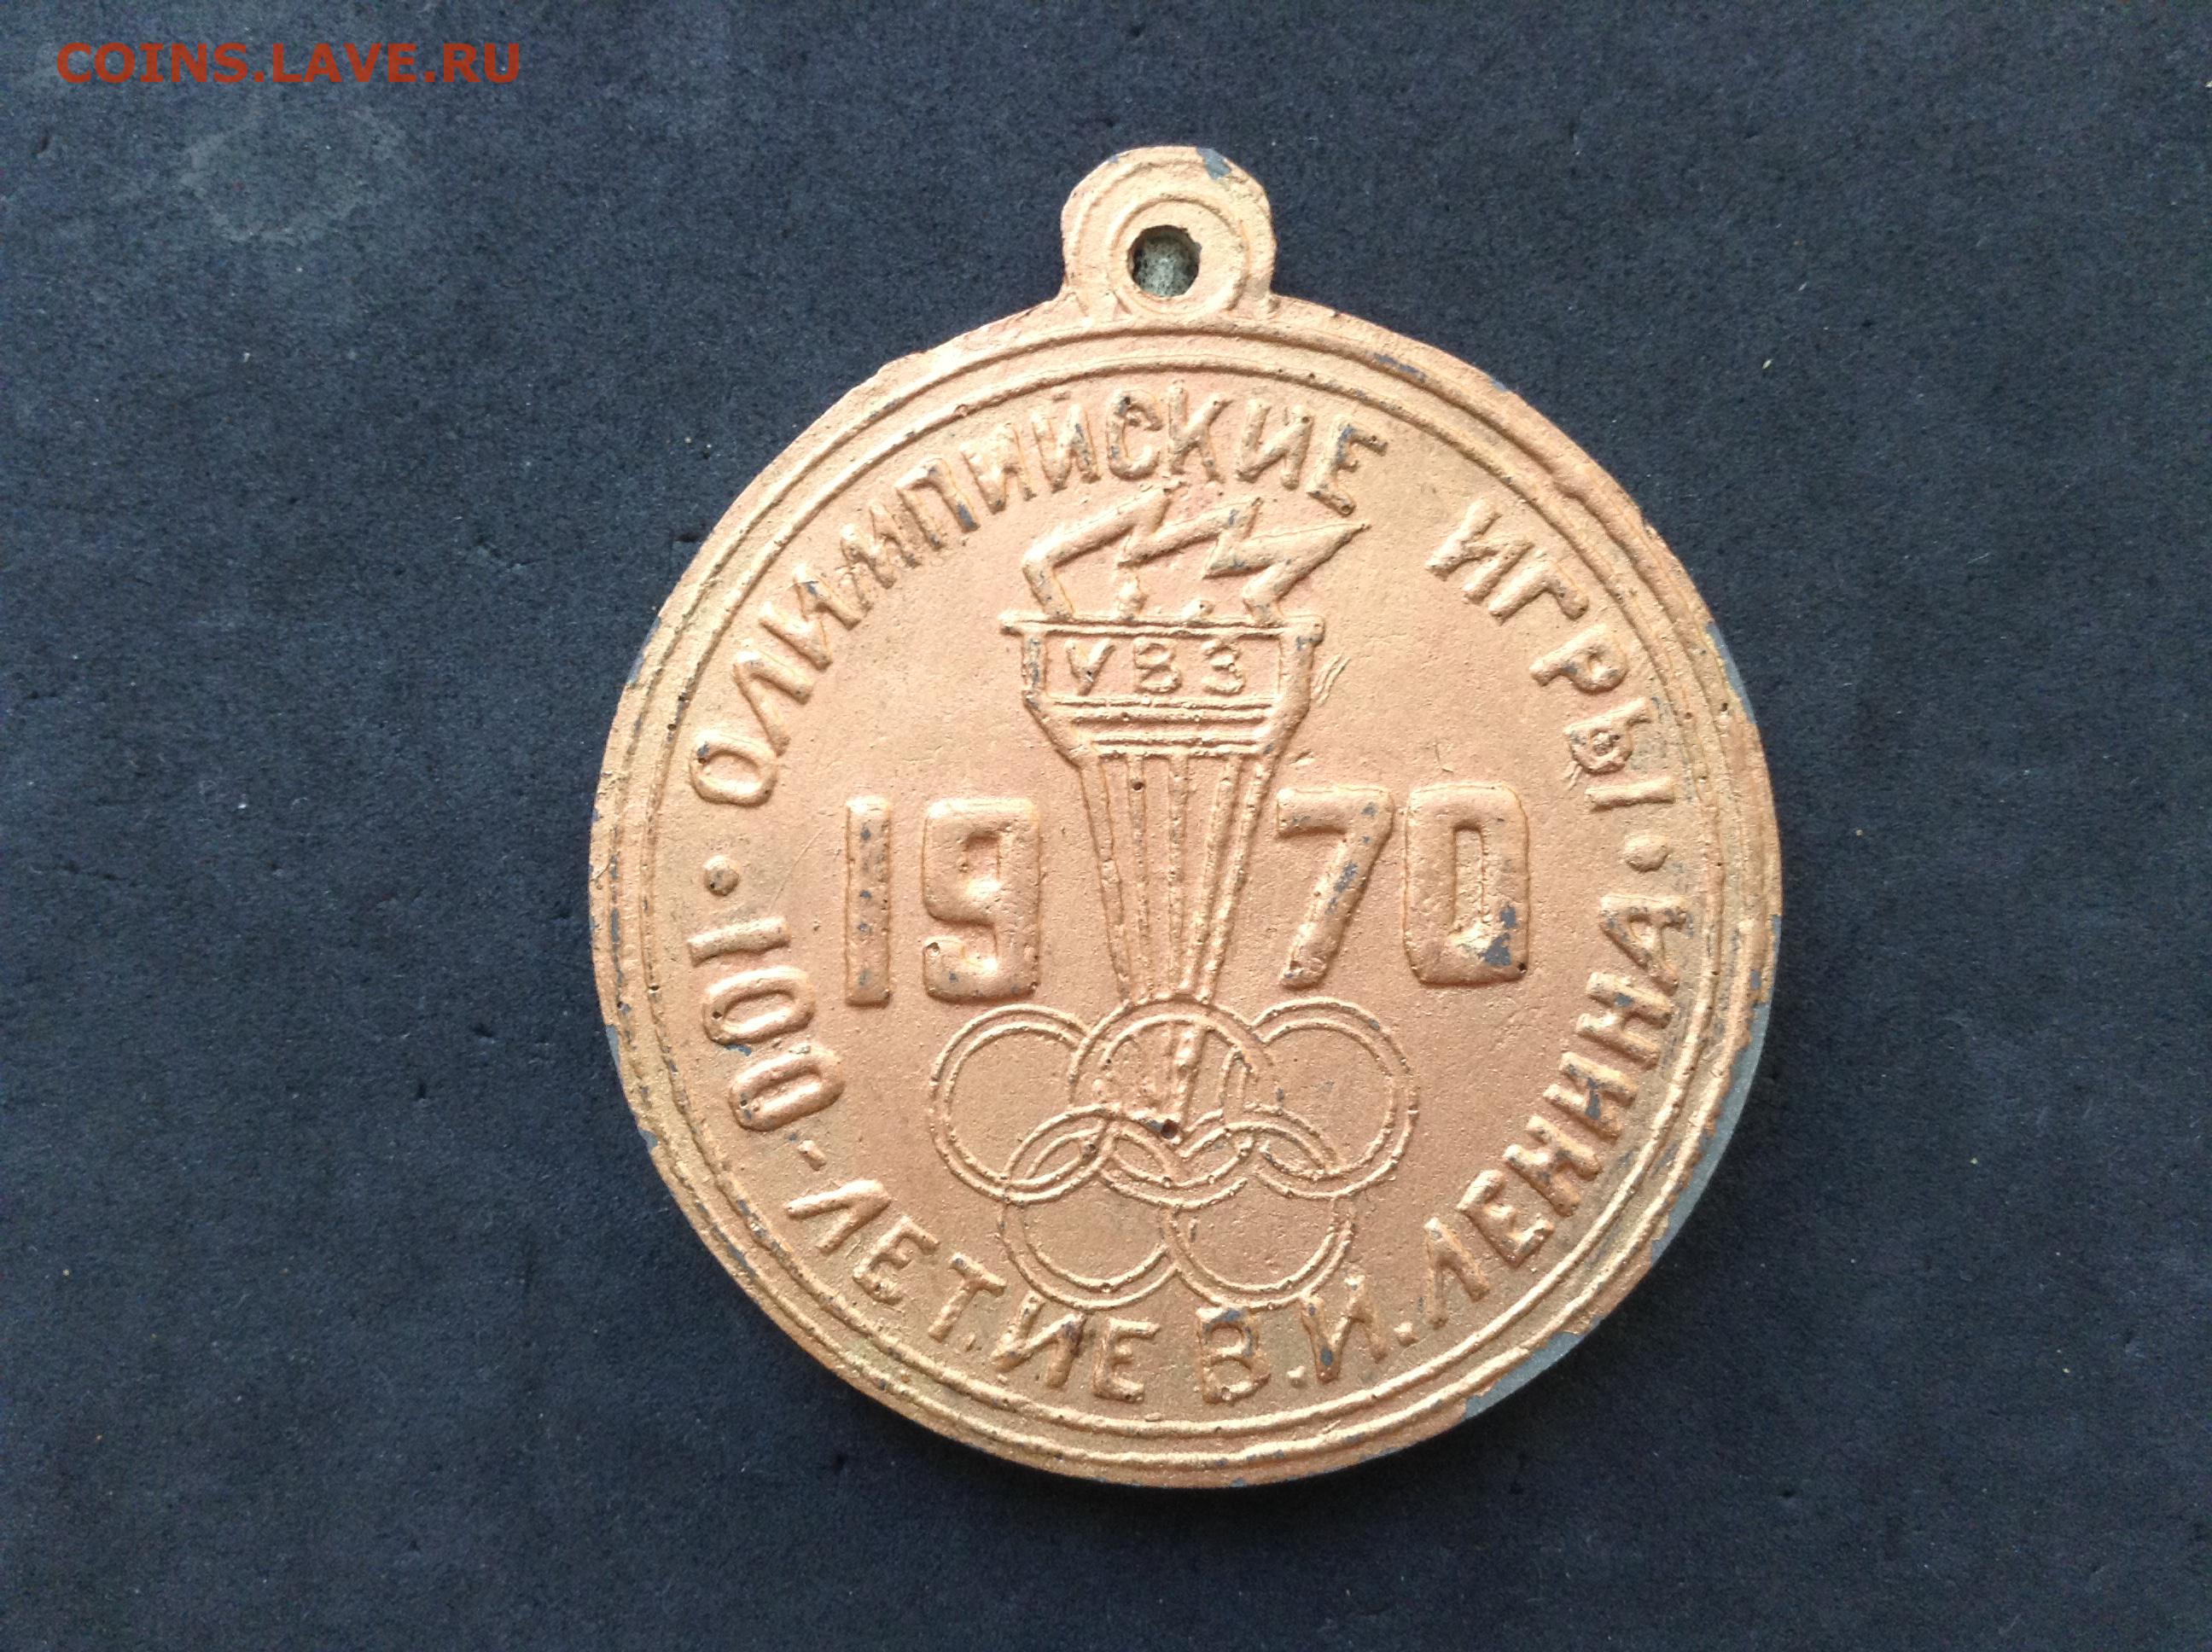 COINS.LAVE.RU
ОЛИМПИЙСКИЕ ИГРЫ
УВЗ
1970
100-ЛЕТИЕ В.И.ЛЕНИНА